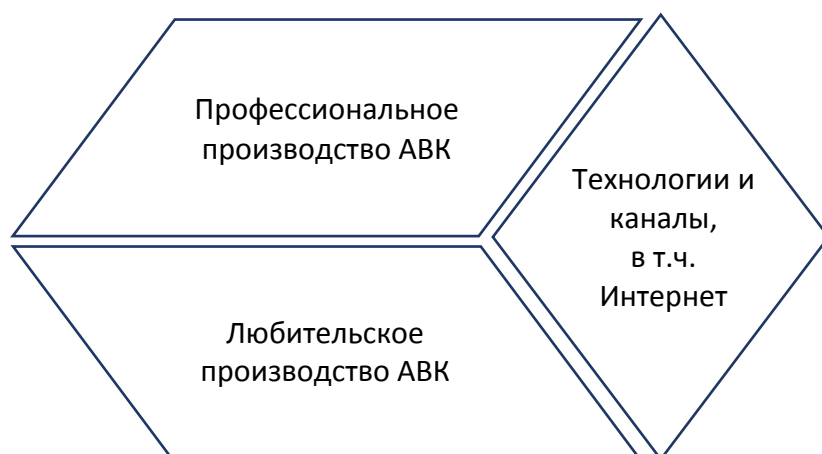 Профессиональное
производство АВК
Технологии и
каналы,
в т.ч.
Интернет
Любительское
производство АВК